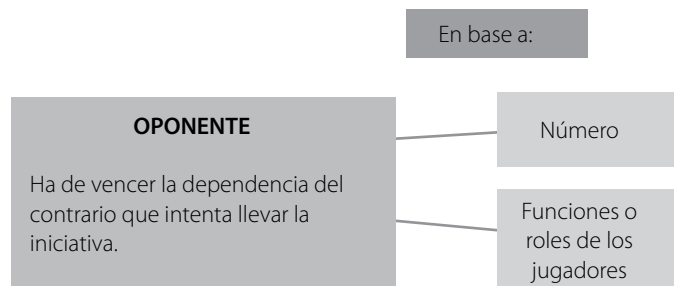 En base a:
OPONENTE
Ha de vencer la dependencia del
contrario que intenta llevar la
iniciativa.
Número
Funciones o
roles de los
jugadores